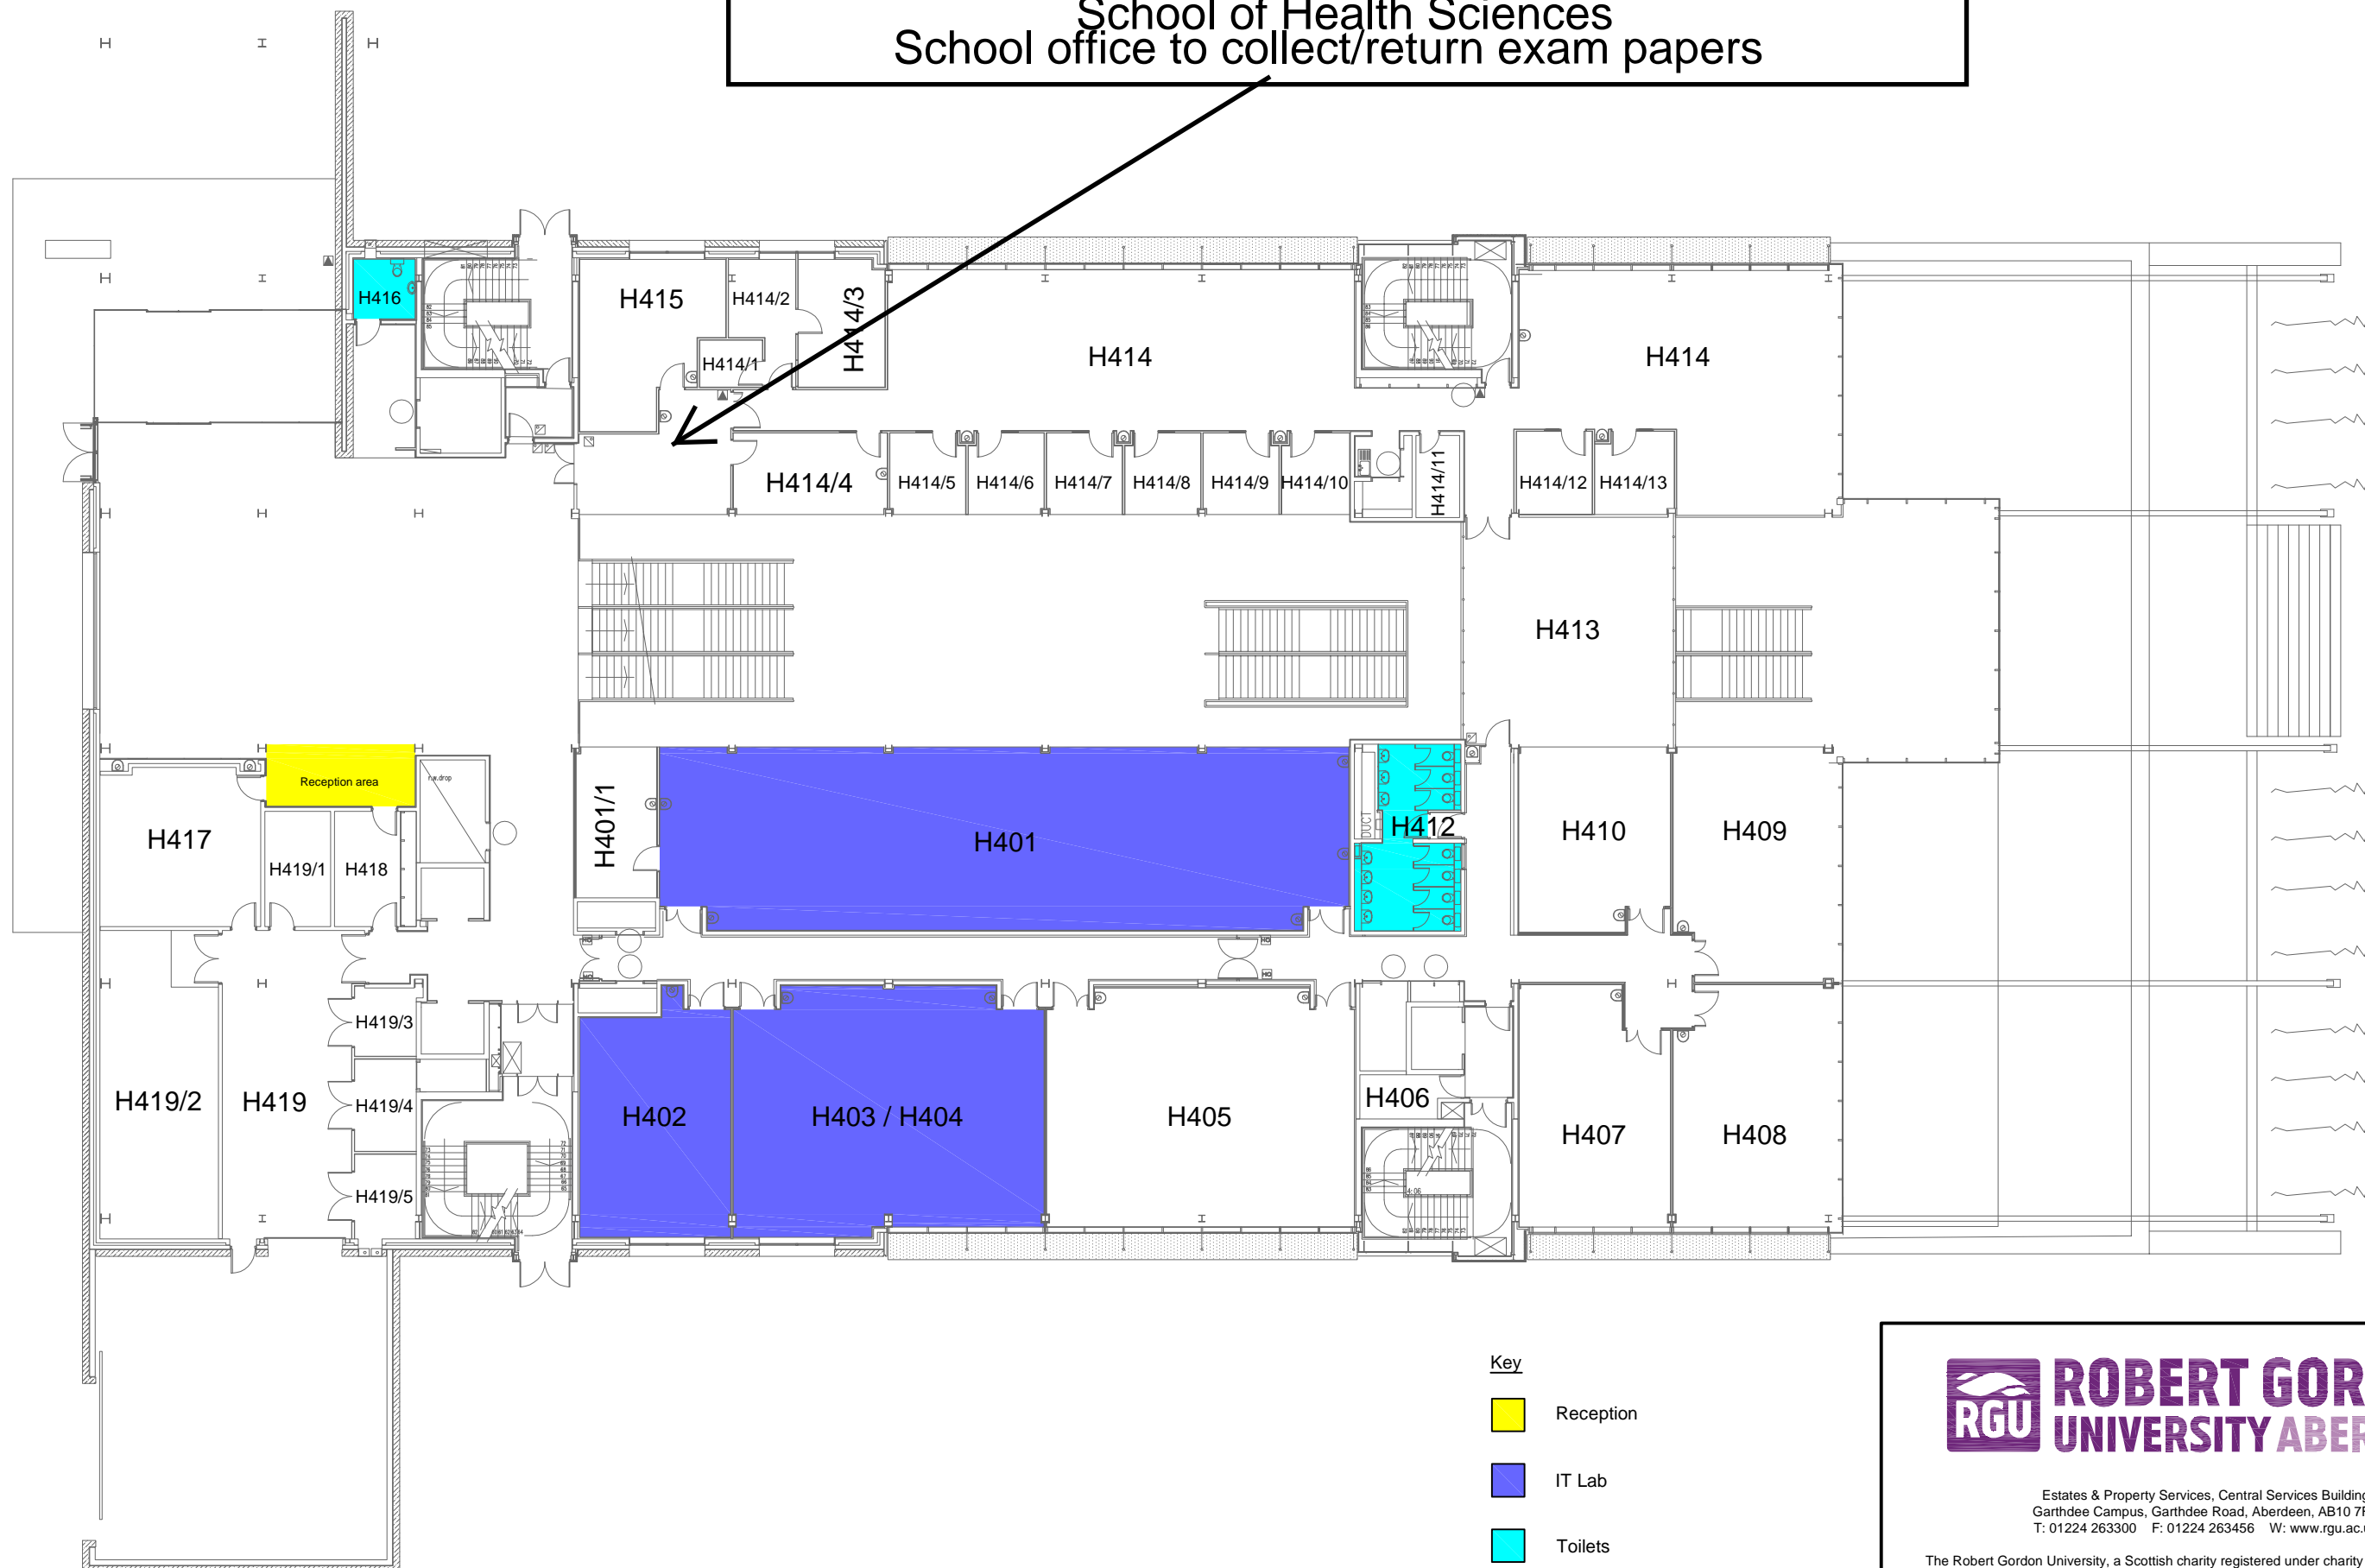 School of Health Sciences
School office to collect/return exam papers
H416
H415
H414/2
H414/3
H414/1
H414
H414
H414/4
H414/5
H414/6
H414/7
H414/8
H414/9
H414/10
H414/11
H414/12
H414/13
H413
Reception area
r.w.drop
H417
H419/1
H418
H401/1
H401
DUCT
H412
H410
H409
H419/3
H419/2
H419
H419/4
H419/5
H402
H403 / H404
H405
H406
H407
H408
4-06
Key
Reception
IT Lab
Toilets
RGU
ROBERT GOR
UNIVERSITY ABER
Estates & Property Services, Central Services Building
Garthdee Campus, Garthdee Road, Aberdeen, AB10 7
T: 01224 263300 F: 01224 263456 W: www.rgu.ac.
The Robert Gordon University, a Scottish charity registered under charity